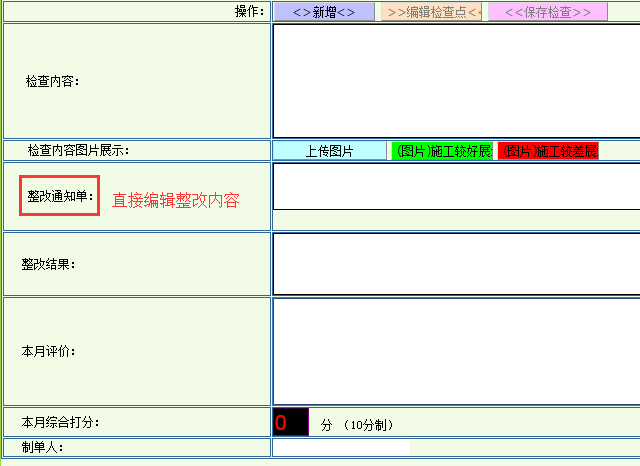 操作： <>新增<> >>编辑检查点<< <<保存检查>>
检查内容：
检查内容图片展示： 上传图片 (图片)施工较好展 (图片)施工较差展
整改通知单： 直接编辑整改内容
整改结果：
本月评价：
本月综合打分： 0 分 （10分制）
制单人：